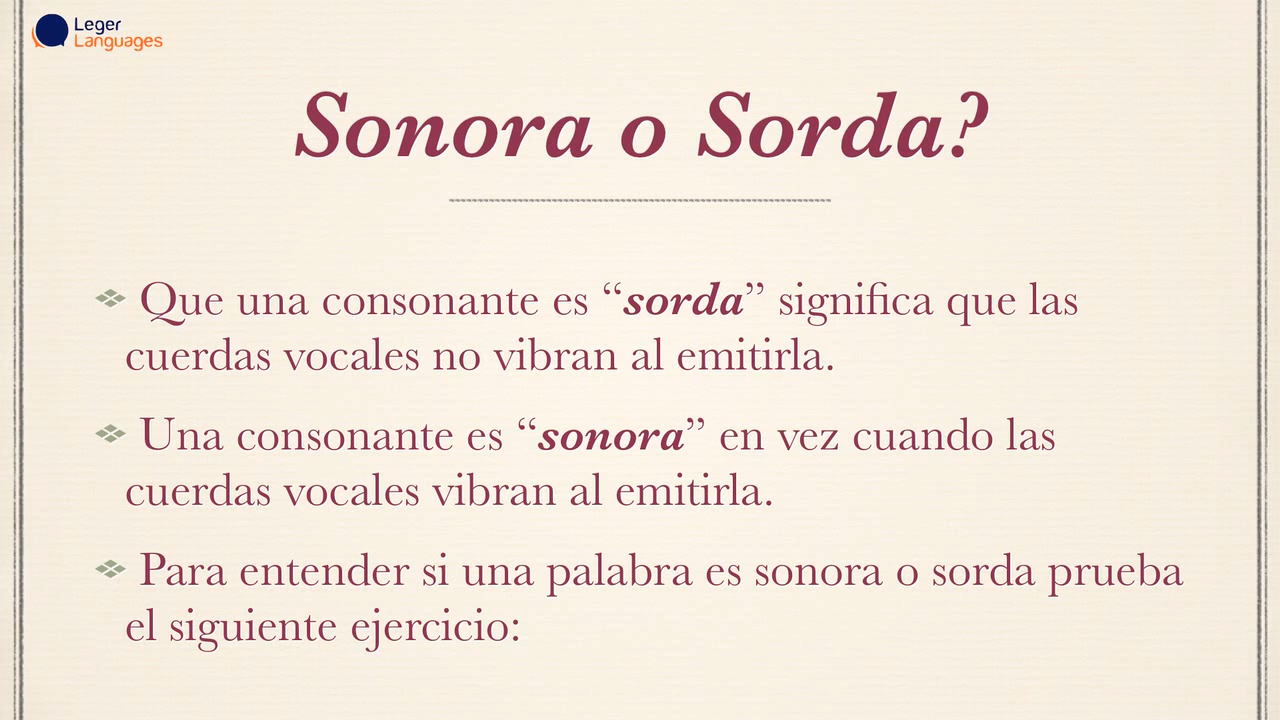 Leger
Languages
Sonora o Sorda?
Que una consonante es “sorda” significa que las
cuerdas vocales no vibran al emitirla.
Una consonante es “sonora” en vez cuando las
cuerdas vocales vibran al emitirla.
Para entender si una palabra es sonora o sorda prueba
el siguiente ejercicio: